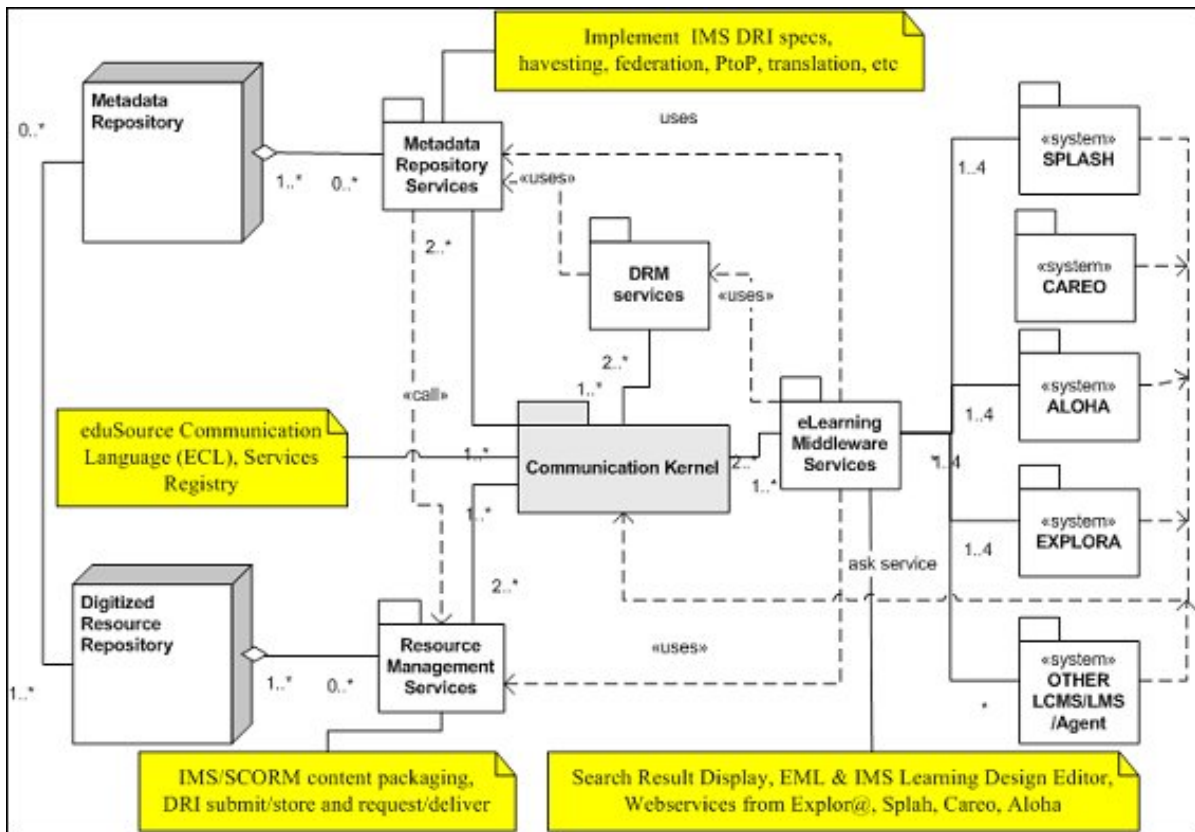 Implement IMS DRI specs,
havesting, federation, PtoP, translation, etc
Metadata
Repository
0..*
1..*
0..*
Metadata
Repository
Services
uses
«uses»
2..*
DRM
services
«uses»
2..*
1..*
«call»
«system»
SPLASH
1..4
«system»
CAREO
«system»
ALOHA
1..4
eduSource Communication
Language (ECL), Services
Registry
1..*
Communication Kernel
2..*
1..*
eLearning
Middleware
Services
*
1..4
«system»
EXPLORA
1..4
1..*
2..*
ask service
Digitized
Resource
Repository
1..*
1..*
0..*
Resource
Management
Services
«uses»
«system»
OTHER
LCMS/LMS
/Agent
*
IMS/SCORM content packaging,
DRI submit/store and request/deliver
Search Result Display, EML & IMS Learning Design Editor,
Webservices from Explor@, Splah, Careo, Aloha